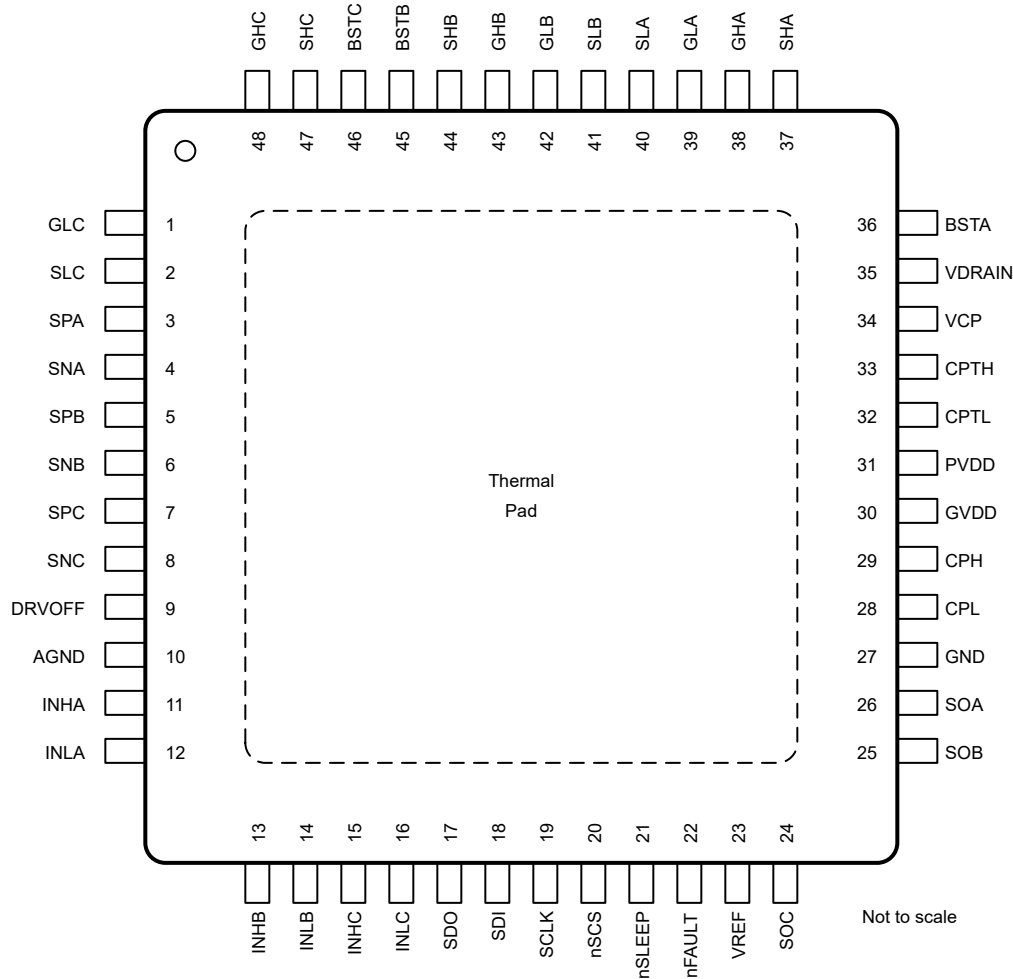 GHC
SHC
BSTC
BSTB
SHB
GHB
GLB
SLB
SLA
GLA
GHA
SHA
48
47
46
45
44
43
42
41
40
39
38
37
GLC 1
SLC 2
SPA 3
SNA 4
SPB 5
SNB 6
SPC 7
SNC 8
DRVOFF 9
AGND 10
INHA 11
INLA 12
Thermal
Pad
36 BSTA
35 VDRAIN
34 VCP
33 CPTH
32 CPTL
31 PVDD
30 GVDD
29 CPH
28 CPL
27 GND
26 SOA
25 SOB
13
14
15
16
17
18
19
20
21
22
23
24
INHB
INLB
INHC
INLC
SDO
SDI
SCLK
nSCS
nSLEEP
nFAULT
VREF
SOC
Not to scale